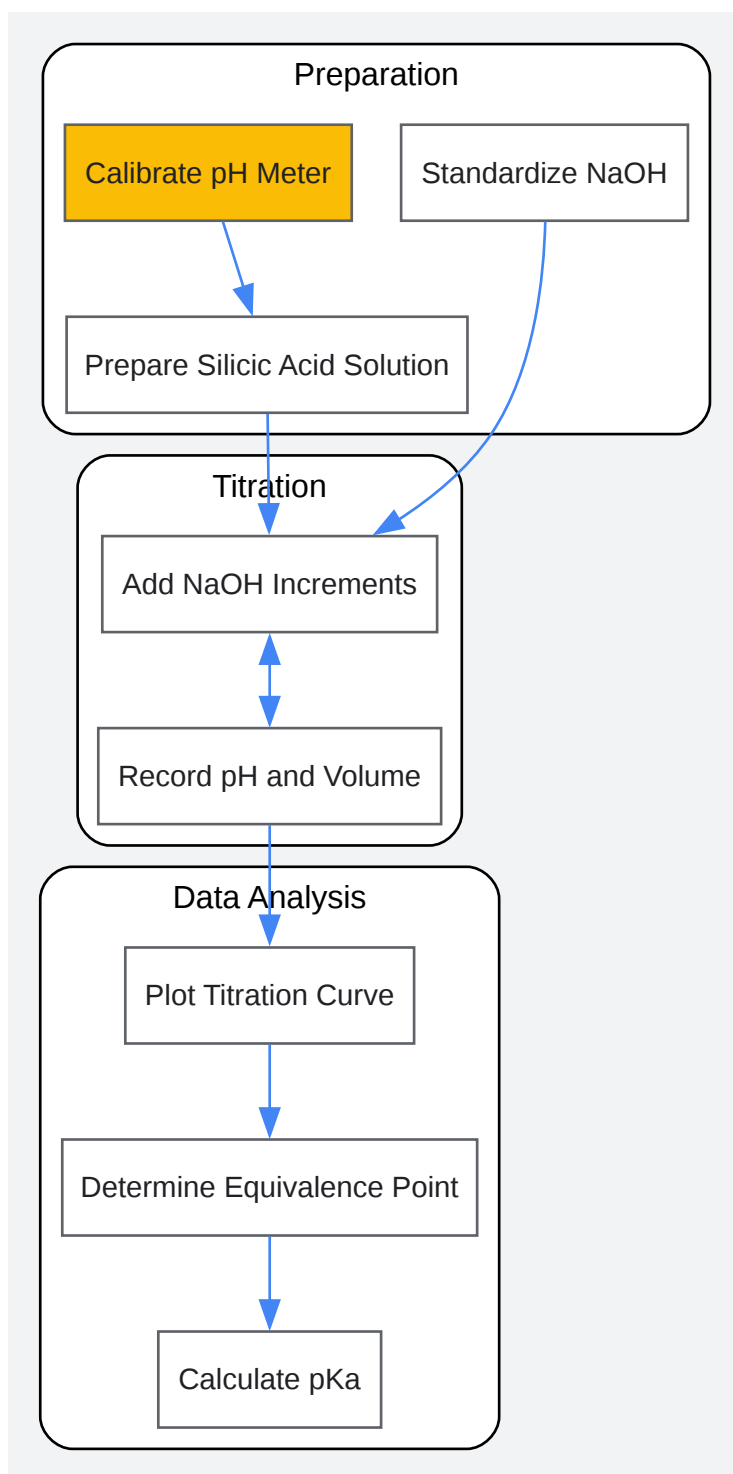 Preparation
Calibrate pH Meter
Standardize NaOH
Prepare Silicic Acid Solution
Titration
Add NaOH Increments
Record pH and Volume
Data Analysis
Plot Titration Curve
Determine Equivalence Point
Calculate pKa